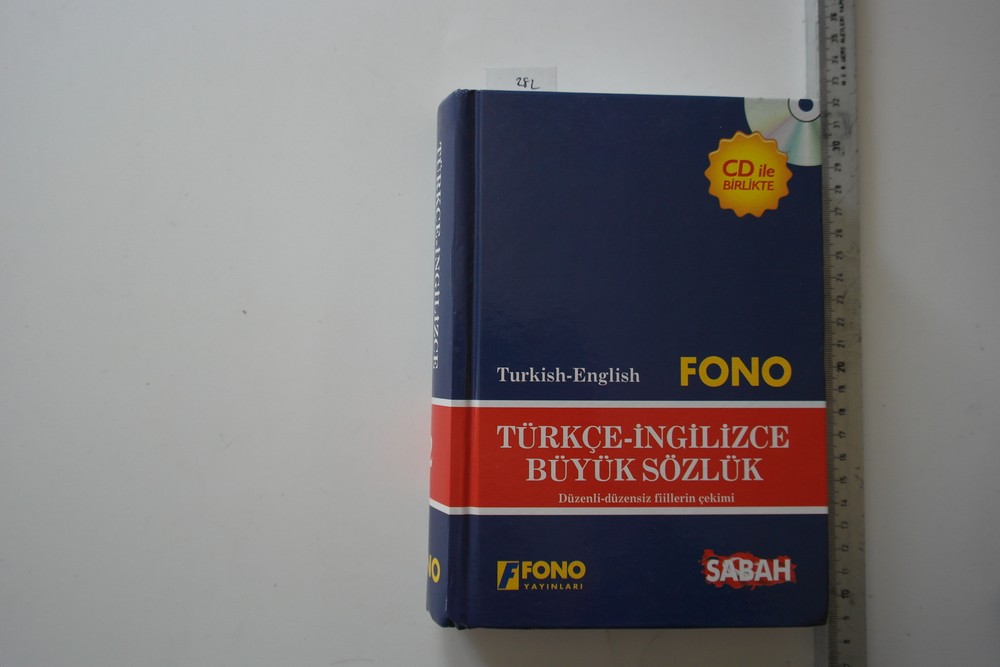 282
CD ile
BİRLİKTE
TÜRKÇE-İNGİLİZCE
Turkish-English
FONO
TÜRKÇE-İNGİLİZCE
BÜYÜK SÖZLÜK
Düzenli-düzensiz fiillerin çekimi
FONO
YAYINLARI
SABAH